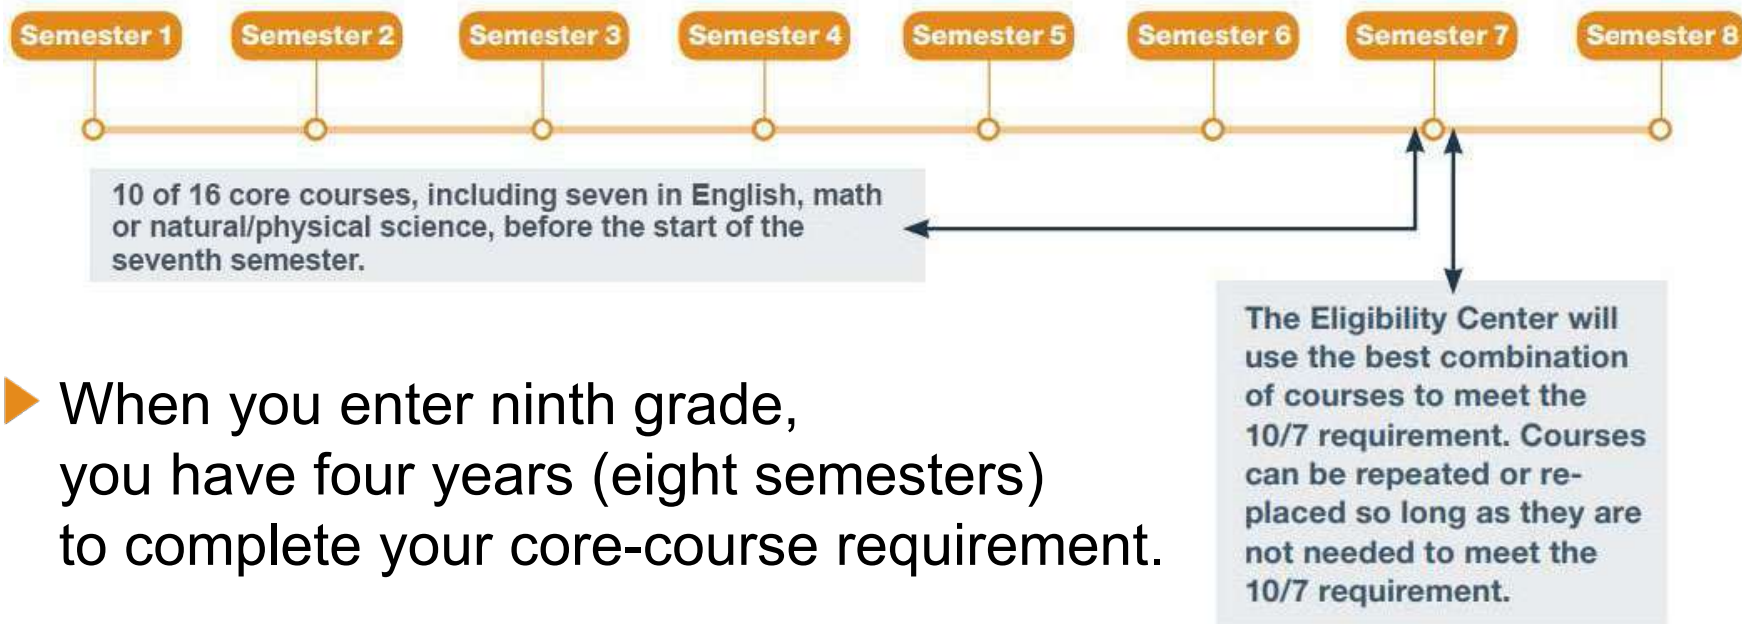 Semester 1
Semester 2
Semester 3
Semester 4
Semester 5
Semester 6
Semester 7
Semester 8
10 of 16 core courses, including seven in English, math
or natural/physical science, before the start of the
seventh semester.
The Eligibility Center will
use the best combination
of courses to meet the
10/7 requirement. Courses
can be repeated or re-
placed so long as they are
not needed to meet the
10/7 requirement.
When you enter ninth grade,
you have four years (eight semesters)
to complete your core-course requirement.